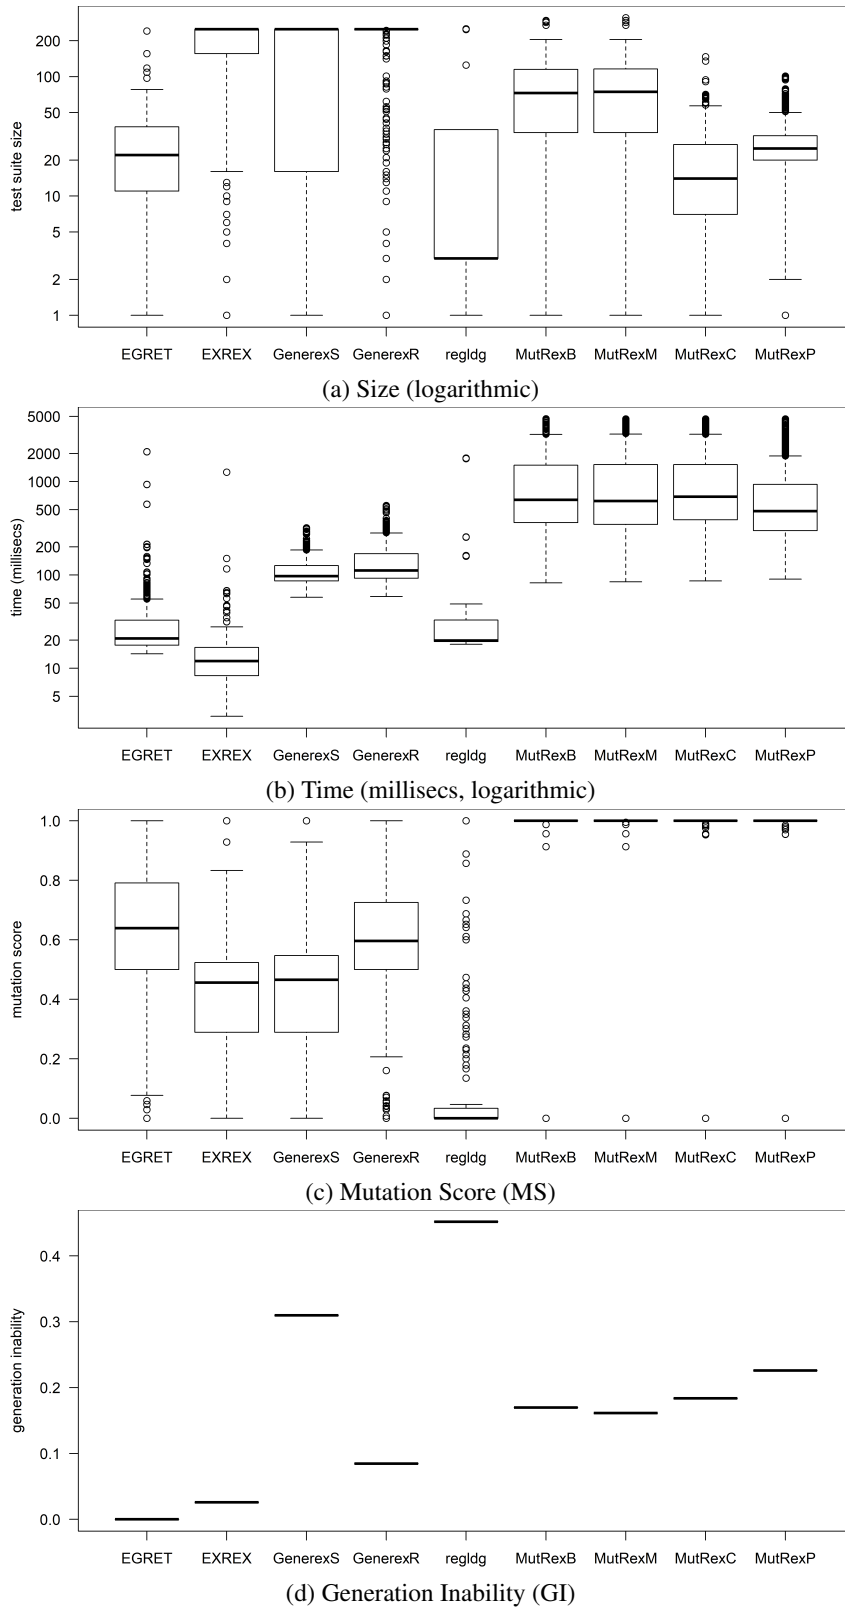 200
100
50
20
10
5
2
1
test suite size
EGRET EXREX GenerexS GenerexR regldg MutRexB MutRexM MutRexC MutRexP
(a) Size (logarithmic)
5000
2000
1000
500
200
100
50
20
10
5
time (millisecs)
EGRET EXREX GenerexS GenerexR regldg MutRexB MutRexM MutRexC MutRexP
(b) Time (millisecs, logarithmic)
1.0
0.8
0.6
0.4
0.2
0.0
mutation score
EGRET EXREX GenerexS GenerexR regldg MutRexB MutRexM MutRexC MutRexP
(c) Mutation Score (MS)
0.4
0.3
0.2
0.1
0.0
generation inability
EGRET EXREX GenerexS GenerexR regldg MutRexB MutRexM MutRexC MutRexP
(d) Generation Inability (GI)